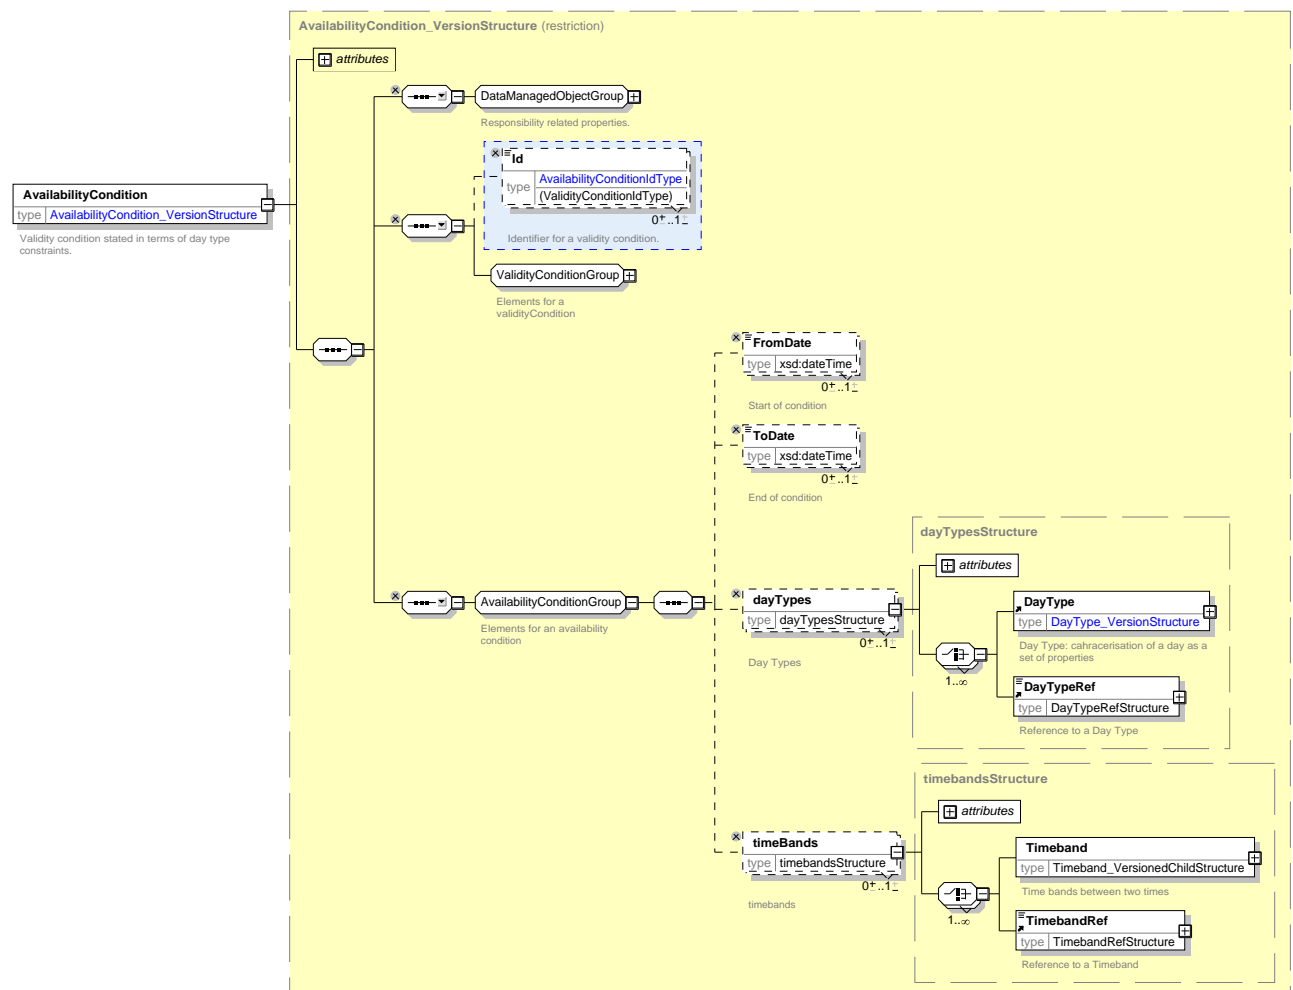 AvailabilityCondition_VersionStructure (restriction)
attributes
DataManagedObjectGroup
Responsibility related properties.
Id
type AvailabilityConditionIdType
(ValidityConditionIdType)
0..1
Identifier for a validity condition.
AvailabilityCondition
type AvailabilityCondition_VersionStructure
Validity condition stated in terms of day type
constraints.
ValidityConditionGroup
Elements for a
validityCondition
FromDate
type xsd:dateTime
0..1
Start of condition
ToDate
type xsd:dateTime
0..1
End of condition
AvailabilityConditionGroup
Elements for an availability
condition
dayTypes
type dayTypesStructure
0..1
Day Types
dayTypesStructure
attributes
DayType
type DayType_VersionStructure
Day Type: cahracerisation of a day as a
set of properties
1..∞
DayTypeRef
type DayTypeRefStructure
Reference to a Day Type
timeBands
type timebandsStructure
0..1
timebands
timebandsStructure
attributes
Timeband
type Timeband_VersionedChildStructure
Time bands between two times
1..∞
TimebandRef
type TimebandRefStructure
Reference to a Timeband